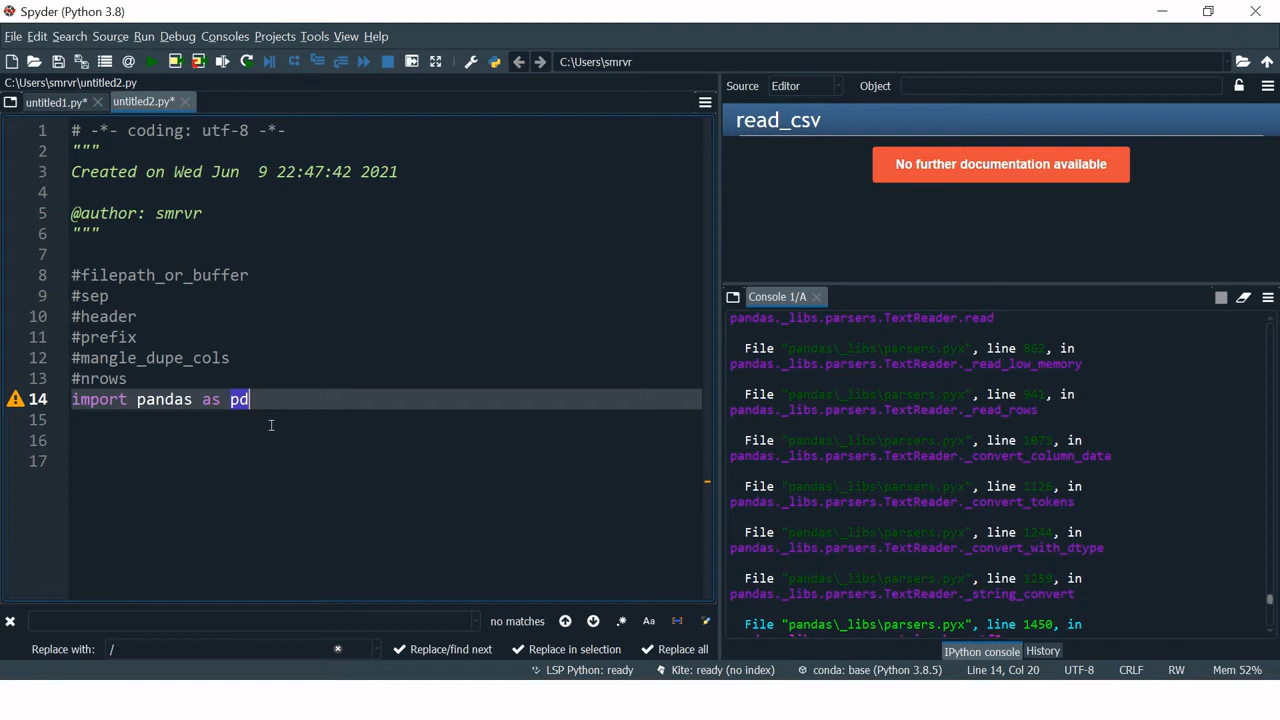 Spyder (Python 3.8)
File Edit Search Source Run Debug Consoles Projects Tools View Help
C:\Users\smrvr
C:\Users\smrvr\untitled2.py
untitled1.py*
untitled2.py*
1 # -*- coding: utf-8 -*-
2 """
3 Created on Wed Jun  9 22:47:42 2021
4
5 @author: smrvr
6 """
7
8 #filepath_or_buffer
9 #sep
10 #header
11 #prefix
12 #mangle_dupe_cols
13 #nrows
14 import pandas as pd
15
16
17
no matches
Aa
Replace with: /
Replace/find next
Replace in selection
Replace all
Source Editor Object
read_csv
No further documentation available
Console 1/A
pandas._libs.parsers.TextReader.read
File "pandas\_libs\parsers.pyx", line 862, in
pandas._libs.parsers.TextReader._read_low_memory
File "pandas\_libs\parsers.pyx", line 941, in
pandas._libs.parsers.TextReader._read_rows
File "pandas\_libs\parsers.pyx", line 1073, in
pandas._libs.parsers.TextReader._convert_column_data
File "pandas\_libs\parsers.pyx", line 1126, in
pandas._libs.parsers.TextReader._convert_tokens
File "pandas\_libs\parsers.pyx", line 1244, in
pandas._libs.parsers.TextReader._convert_with_dtype
File "pandas\_libs\parsers.pyx", line 1259, in
pandas._libs.parsers.TextReader._string_convert
File "pandas\_libs\parsers.pyx", line 1450, in
IPython console
History
LSP Python: ready
Kite: ready (no index)
conda: base (Python 3.8.5)
Line 14, Col 20
UTF-8
CRLF
RW
Mem 52%